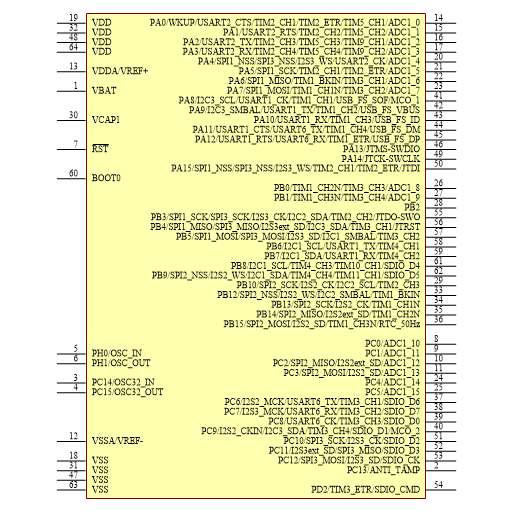 19 VDD
32 VDD
48 VDD
64 VDD
13 VDDA/VREF+
1 VBAT
30 VCAP1
7 RST
60 BOOT0
5 PH0/OSC_IN
6 PH1/OSC_OUT
3 PC14/OSC32_IN
4 PC15/OSC32_OUT
12 VSSA/VREF-
18 VSS
31 VSS
47 VSS
63 VSS
PA0/WKUP/USART2_CTS/TIM2_CH1/TIM2_ETR/TIM5_CH1/ADC1_0 14
PA1/USART2_RTS/TIM2_CH2/TIM5_CH2/ADC1_1 15
PA2/USART2_TX/TIM2_CH3/TIM5_CH3/TIM9_CH1/ADC1_2 16
PA3/USART2_RX/TIM2_CH4/TIM5_CH4/TIM9_CH2/ADC1_3 17
PA4/SPI1_NSS/SPI3_NSS/I2S3_WS/USART2_CK/ADC1_4 20
PA5/SPI1_SCK/TIM2_CH1/TIM2_ETR/ADC1_5 21
PA6/SPI1_MISO/TIM1_BKIN/TIM3_CH1/ADC1_6 22
PA7/SPI1_MOSI/TIM1_CH1N/TIM3_CH2/ADC1_7 23
PA8/I2C3_SCL/USART1_CK/TIM1_CH1/USB_FS_SOF/MCO_1 41
PA9/I2C3_SMBAL/USART1_TX/TIM1_CH2/USB_FS_VBUS 42
PA10/USART1_RX/TIM1_CH3/USB_FS_ID 43
PA11/USART1_CTS/USART6_TX/TIM1_CH4/USB_FS_DM 44
PA12/USART1_RTS/USART6_RX/TIM1_ETR/USB_FS_DP 45
PA13/JTMS-SWDIO 46
PA14/JTCK-SWCLK 49
PA15/SPI1_NSS/SPI3_NSS/I2S3_WS/TIM2_CH1/TIM2_ETR/JTDI 50
PB0/TIM1_CH2N/TIM3_CH3/ADC1_8 26
PB1/TIM1_CH3N/TIM3_CH4/ADC1_9 27
PB2 28
PB3/SPI1_SCK/SPI3_SCK/I2S3_CK/I2C2_SDA/TIM2_CH2/JTDO-SWO 55
PB4/SPI1_MISO/SPI3_MISO/I2S3ext_SD/I2C3_SDA/TIM3_CH1/JTRST 56
PB5/SPI1_MOSI/SPI3_MOSI/I2S3_SD/I2C1_SMBAL/TIM3_CH2 57
PB6/I2C1_SCL/USART1_TX/TIM4_CH1 58
PB7/I2C1_SDA/USART1_RX/TIM4_CH2 59
PB8/I2C1_SCL/TIM4_CH3/TIM10_CH1/SDIO_D4 61
PB9/SPI2_NSS/I2S2_WS/I2C1_SDA/TIM4_CH4/TIM11_CH1/SDIO_D5 62
PB10/SPI2_SCK/I2S2_CK/I2C2_SCL/TIM2_CH3 29
PB12/SPI2_NSS/I2S2_WS/I2C2_SMBAL/TIM1_BKIN 33
PB13/SPI2_SCK/I2S2_CK/TIM1_CH1N 34
PB14/SPI2_MISO/I2S2ext_SD/TIM1_CH2N 35
PB15/SPI2_MOSI/I2S2_SD/TIM1_CH3N/RTC_50Hz 36
PC0/ADC1_10 8
PC1/ADC1_11 9
PC2/SPI2_MISO/I2S2ext_SD/ADC1_12 10
PC3/SPI2_MOSI/I2S2_SD/ADC1_13 11
PC4/ADC1_14 24
PC5/ADC1_15 25
PC6/I2S2_MCK/USART6_TX/TIM3_CH1/SDIO_D6 37
PC7/I2S3_MCK/USART6_RX/TIM3_CH2/SDIO_D7 38
PC8/USART6_CK/TIM3_CH3/SDIO_D0 39
PC9/I2S2_CKIN/I2C3_SDA/TIM3_CH4/SDIO_D1/MCO_2 40
PC10/SPI3_SCK/I2S3_CK/SDIO_D2 51
PC11/I2S3ext_SD/SPI3_MISO/SDIO_D3 52
PC12/SPI3_MOSI/I2S3_SD/SDIO_CK 53
PC13/ANTI_TAMP 2
PD2/TIM3_ETR/SDIO_CMD 54